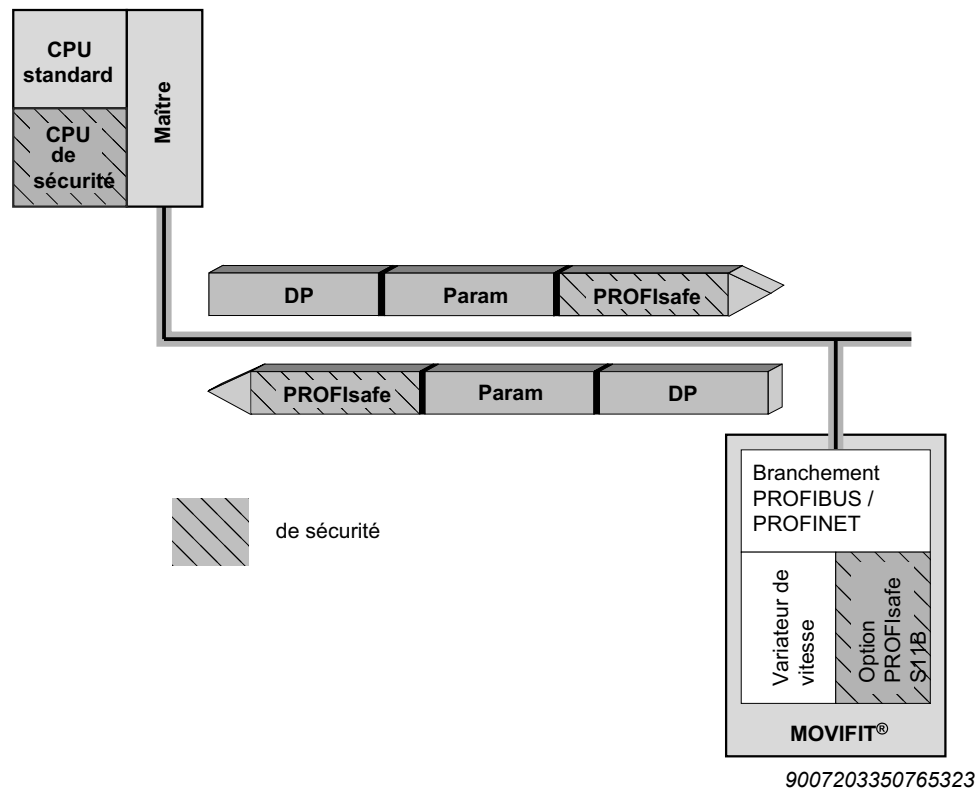 CPU
standard
CPU
de
sécurité
Maître
DP
Param
PROFIsafe
PROFIsafe
Param
DP
de sécurité
Branchement
PROFIBUS /
PROFINET
Variateur de
vitesse
Option
PROFIsafe
S11B
MOVIFIT®
9007203350765323